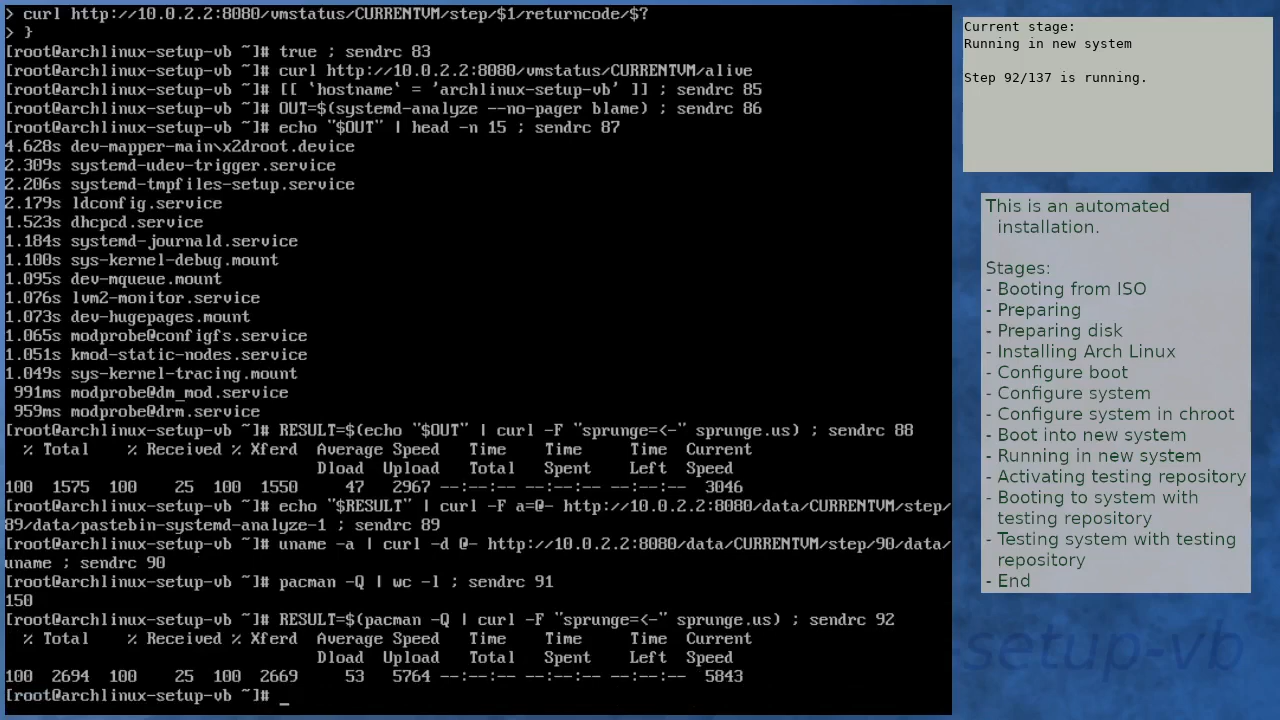 > curl http://10.0.2.2:8080/vmstatus/CURRENTVM/step/$1/returncode/$?
> }
[root@archlinux-setup-vb ~]# true ; sendrc 83
[root@archlinux-setup-vb ~]# curl http://10.0.2.2:8080/vmstatus/CURRENTVM/alive
[root@archlinux-setup-vb ~]# [[ `hostname` = 'archlinux-setup-vb' ]] ; sendrc 85
[root@archlinux-setup-vb ~]# OUT=$(systemd-analyze --no-pager blame) ; sendrc 86
[root@archlinux-setup-vb ~]# echo "$OUT" | head -n 15 ; sendrc 87
4.628s dev-mapper-main\x2droot.device
2.309s systemd-udev-trigger.service
2.206s systemd-tmpfiles-setup.service
2.179s ldconfig.service
1.523s dhcpcd.service
1.184s systemd-journald.service
1.100s sys-kernel-debug.mount
1.095s dev-mqueue.mount
1.076s lvm2-monitor.service
1.073s dev-hugepages.mount
1.065s modprobe@configfs.service
1.051s kmod-static-nodes.service
1.049s sys-kernel-tracing.mount
991ms modprobe@dm_mod.service
959ms modprobe@drm.service
[root@archlinux-setup-vb ~]# RESULT=$(echo "$OUT" | curl -F "sprunge=<-" sprunge.us) ; sendrc 88
% Total % Received % Xferd Average Speed Time Time Time Current
Dload Upload Total Spent Left Speed
100 1575 100 25 100 1550 47 2967 --:--:-- --:--:-- --:--:-- 3046
[root@archlinux-setup-vb ~]# echo "$RESULT" | curl -F a=@- http://10.0.2.2:8080/data/CURRENTVM/step/
89/data/pastebin-systemd-analyze-1 ; sendrc 89
[root@archlinux-setup-vb ~]# uname -a | curl -d @- http://10.0.2.2:8080/data/CURRENTVM/step/90/data/
uname ; sendrc 90
[root@archlinux-setup-vb ~]# pacman -Q | wc -l ; sendrc 91
150
[root@archlinux-setup-vb ~]# RESULT=$(pacman -Q | curl -F "sprunge=<-" sprunge.us) ; sendrc 92
% Total % Received % Xferd Average Speed Time Time Time Current
Dload Upload Total Spent Left Speed
100 2694 100 25 100 2669 53 5764 --:--:-- --:--:-- --:--:-- 5843
[root@archlinux-setup-vb ~]# _
Current stage:
Running in new system
Step 92/137 is running.
This is an automated
installation.
Stages:
- Booting from ISO
- Preparing
- Preparing disk
- Installing Arch Linux
- Configure boot
- Configure system
- Configure system in chroot
- Boot into new system
- Running in new system
- Activating testing repository
- Booting to system with
testing repository
- Testing system with testing
repository
- End
-setup-vb